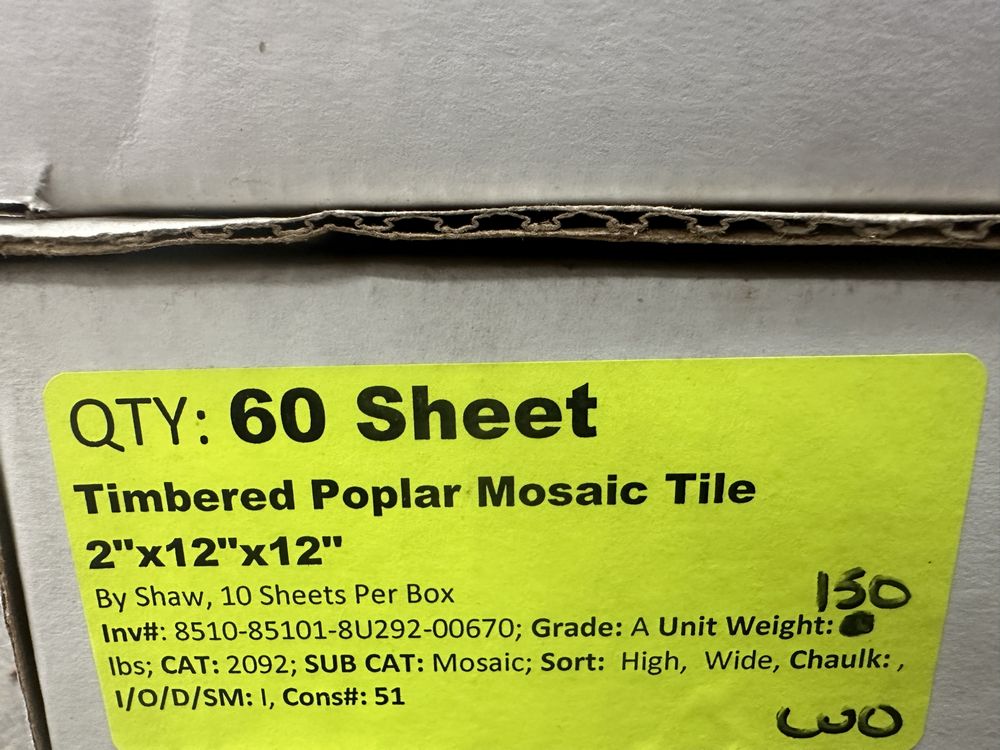 QTY: 60 Sheet
Timbered Poplar Mosaic Tile
2"x12"x12"
By Shaw, 10 Sheets Per Box
150
Inv#: 8510-85101-8U292-00670; Grade: A Unit Weight:
lbs; CAT: 2092; SUB CAT: Mosaic; Sort: High, Wide, Chaulk: ,
I/O/D/SM: I, Cons#: 51